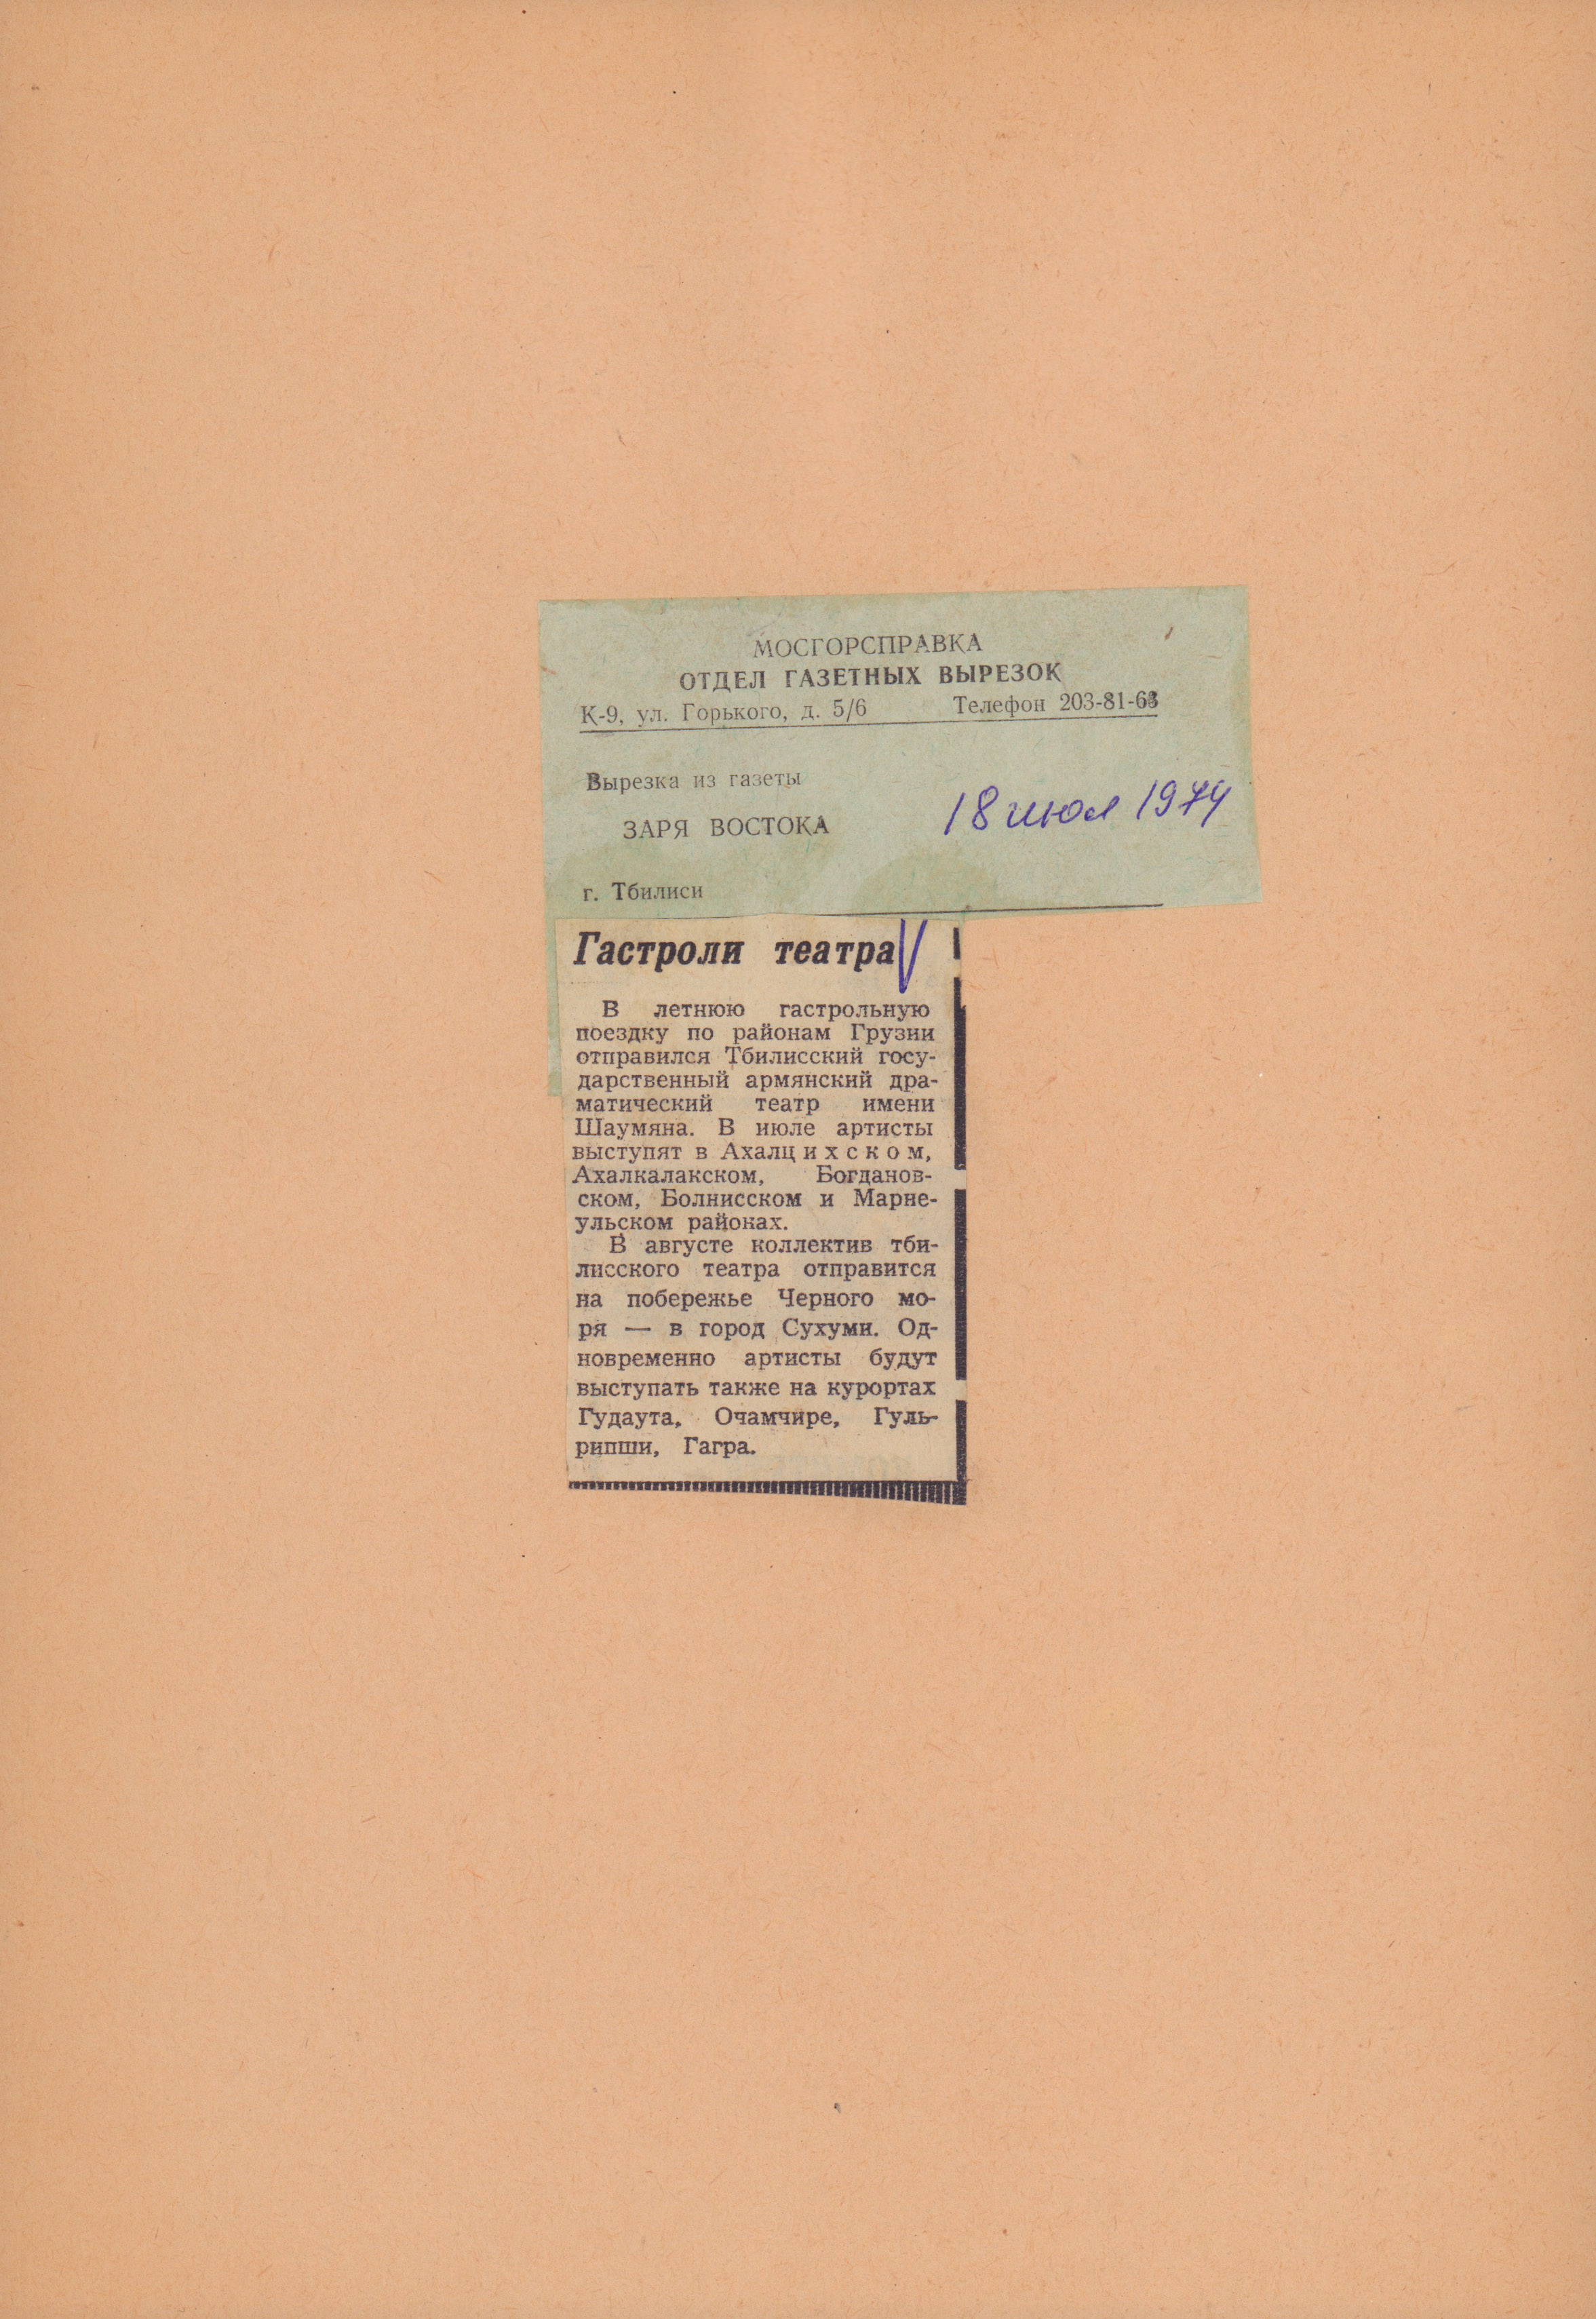 МОСГОРСПРАВКА
ОТДЕЛ ГАЗЕТНЫХ ВЫРЕЗОК
К-9, ул. Горького, д. 5/6 Телефон 203-81-63
Вырезка из газеты
ЗАРЯ ВОСТОКА
18 июл 1974
г. Тбилиси
Гастроли театра
В летнюю гастрольную
поездку по районам Грузии
отправился Тбилисский госу-
дарственный армянский дра-
матический театр имени
Шаумяна. В июле артисты
выступят в Ахалцихском,
Ахалкалакском, Богданов-
ском, Болнисском и Марне-
ульском районах.
В августе коллектив тби-
лисского театра отправится
на побережье Черного мо-
ря — в город Сухуми. Од-
новременно артисты будут
выступать также на курортах
Гудаута, Очамчире, Гуль-
рипши, Гагра.